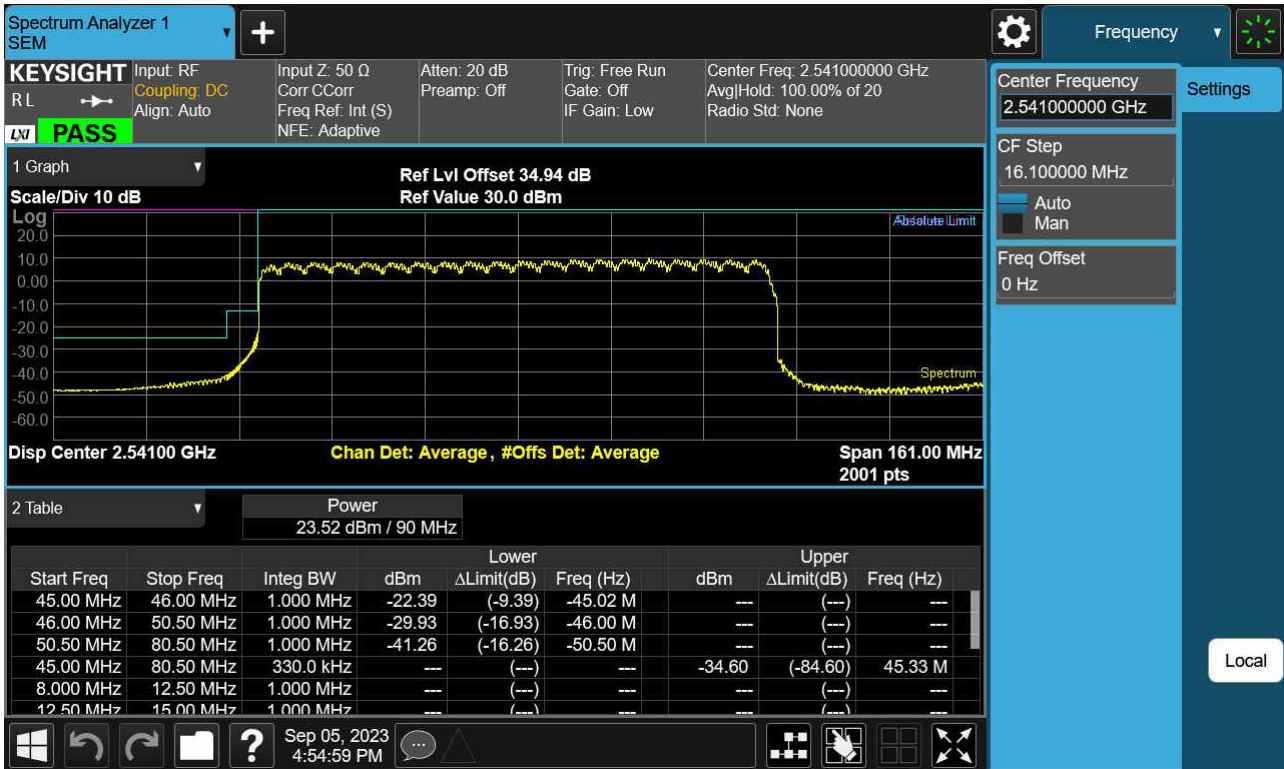 Spectrum Analyzer 1
SEM
Frequency
KEYSIGHT
R L
LXI
PASS
Input: RF
Coupling: DC
Align: Auto
Input Z: 50 Ω
Corr CCorr
Freq Ref: Int (S)
NFE: Adaptive
Atten: 20 dB
Preamp: Off
Trig: Free Run
Gate: Off
IF Gain: Low
Center Freq: 2.541000000 GHz
Avg|Hold: 100.00% of 20
Radio Std: None
Center Frequency
2.541000000 GHz
Settings
CF Step
16.100000 MHz
Auto
Man
Freq Offset
0 Hz
Local
1 Graph
Scale/Div 10 dB
Ref Lvl Offset 34.94 dB
Ref Value 30.0 dBm
Log
20.0
10.0
0.00
-10.0
-20.0
-30.0
-40.0
-50.0
-60.0
Limit
Spectrum
Disp Center 2.54100 GHz
Chan Det: Average , #Offs Det: Average
Span 161.00 MHz
2001 pts
2 Table
Power
23.52 dBm / 90 MHz
Lower Upper
Start Freq Stop Freq Integ BW dBm ΔLimit(dB) Freq (Hz) dBm ΔLimit(dB) Freq (Hz)
45.00 MHz 46.00 MHz 1.000 MHz -22.39 (-9.39) -45.02 M --- (---) ---
46.00 MHz 50.50 MHz 1.000 MHz -29.93 (-16.93) -46.00 M --- (---) ---
50.50 MHz 80.50 MHz 1.000 MHz -41.26 (-16.26) -50.50 M --- (---) ---
45.00 MHz 80.50 MHz 330.0 kHz --- (---) --- -34.60 (-84.60) 45.33 M
8.000 MHz 12.50 MHz 1.000 MHz --- (---) --- --- (---) ---
12.50 MHz 15.00 MHz 1.000 MHz --- (---) --- --- (---) ---
Sep 05, 2023
4:54:59 PM